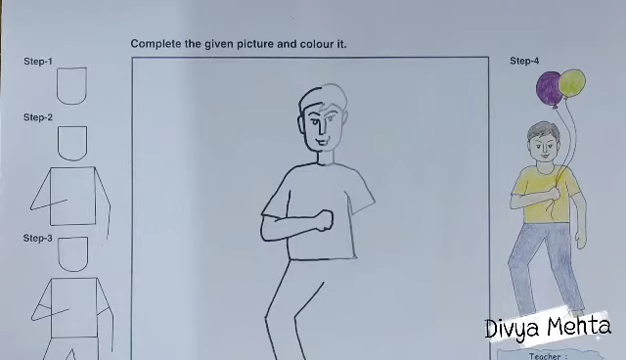 Complete the given picture and colour it.
Step-1
Step-2
Step-3
Step-4
Divya Mehta
Teacher :